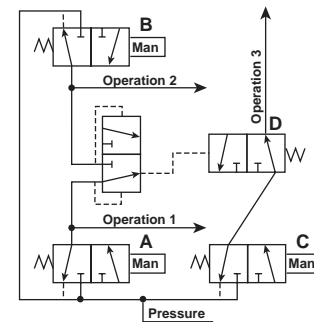 B
Man
Operation 3
Operation 2
D
Operation 1
A
C
Man
Man
Pressure